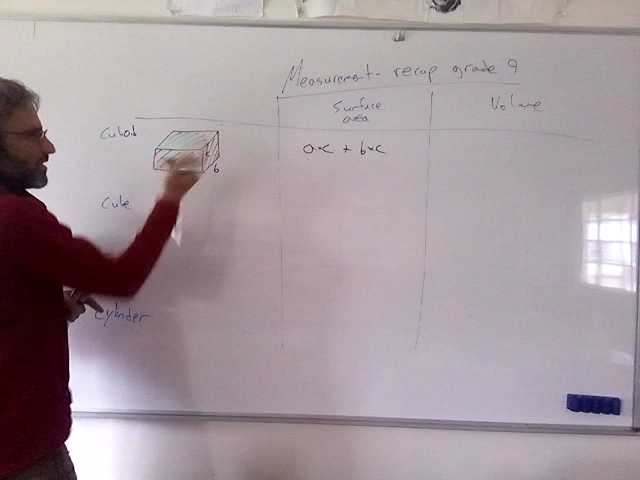 Measurement - recap grade 9
Surface
area
Volume
Cuboid
b
a×c + b×c
Cube
Cylinder